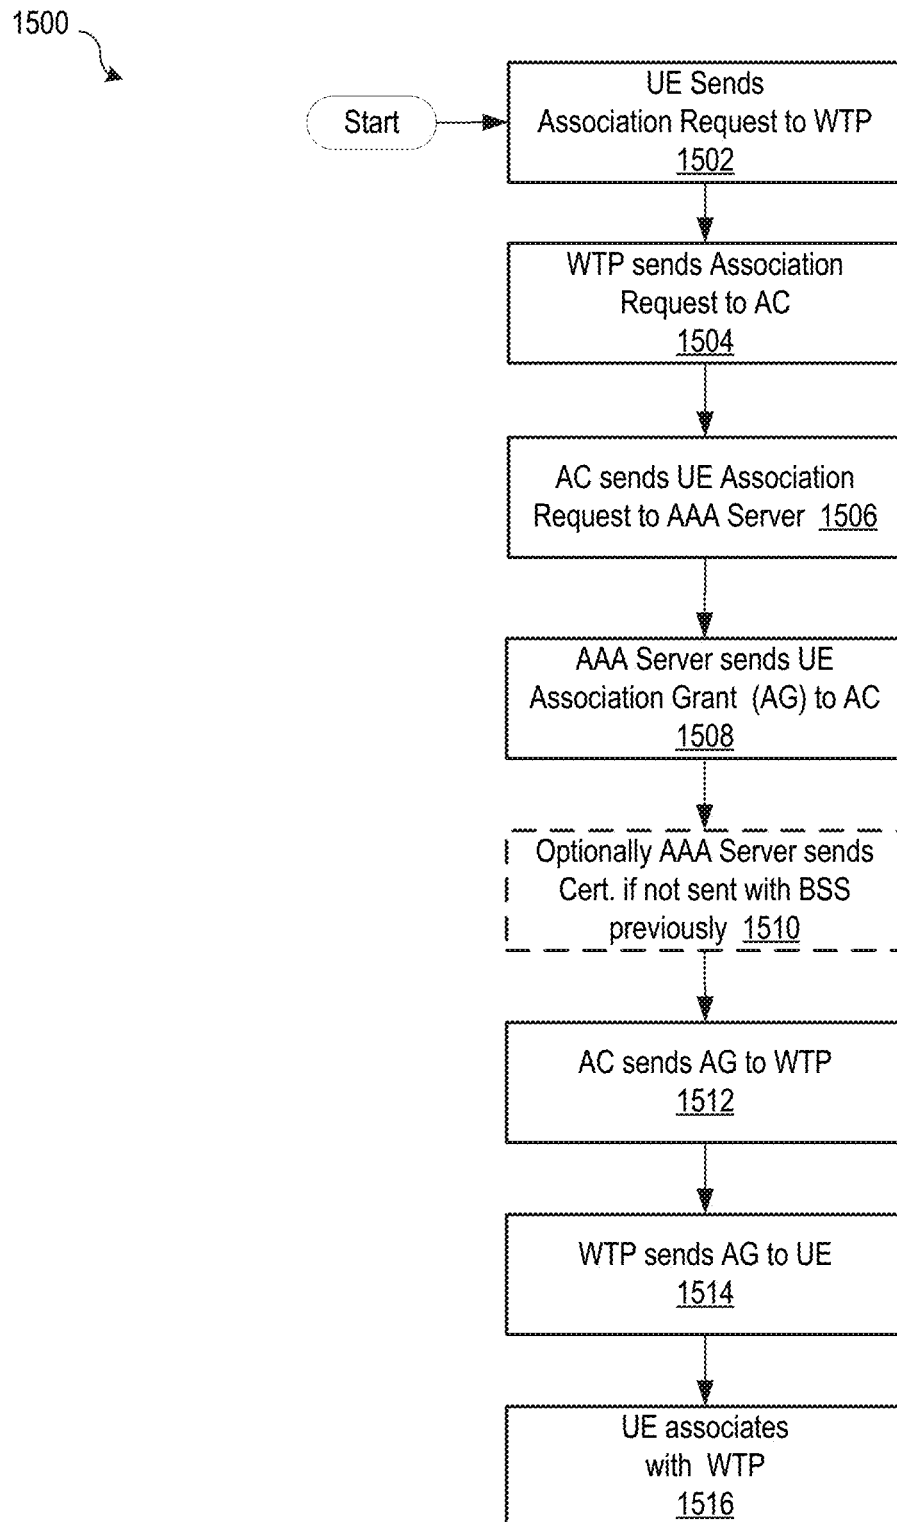 1500
Start
UE Sends
Association Request to WTP
1502
WTP sends Association
Request to AC
1504
AC sends UE Association
Request to AAA Server 1506
AAA Server sends UE
Association Grant (AG) to AC
1508
Optionally AAA Server sends
Cert. if not sent with BSS
previously 1510
AC sends AG to WTP
1512
WTP sends AG to UE
1514
UE associates
with WTP
1516